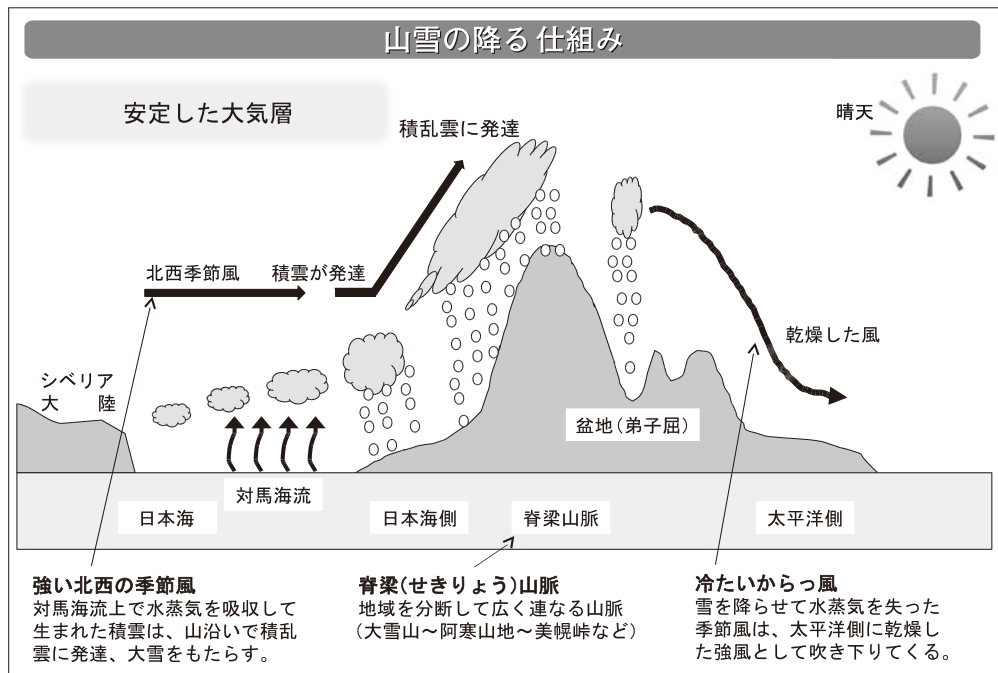 山雪の降る仕組み
安定した大気層
晴天
積乱雲に発達
北西季節風
積雲が発達
乾燥した風
シベリア
大陸
盆地(弟子屈)
対馬海流
日本海
日本海側
脊梁山脈
太平洋側
強い北西の季節風
対馬海流上で水蒸気を吸収して
生まれた積雲は、山沿いで積乱
雲に発達、大雪をもたらす。
脊梁(せきりょう)山脈
地域を分断して広く連なる山脈
(大雪山〜阿寒山地〜美幌峠など)
冷たいからっ風
雪を降らせて水蒸気を失った
季節風は、太平洋側に乾燥し
た強風として吹き下りてくる。